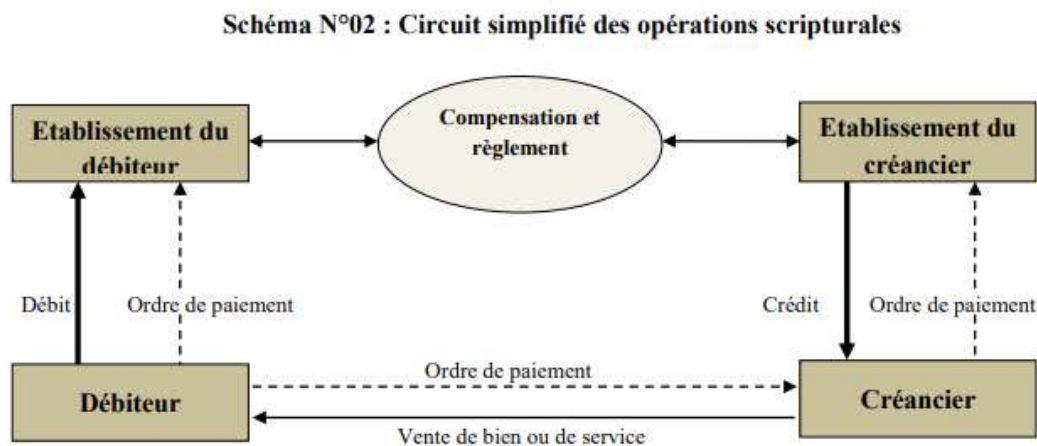 Schéma N°02 : Circuit simplifié des opérations scripturales
Etablissement du
débiteur
Compensation et
règlement
Etablissement du
créancier
Débit
Ordre de paiement
Crédit
Ordre de paiement
Débiteur
Ordre de paiement
Vente de bien ou de service
Créancier